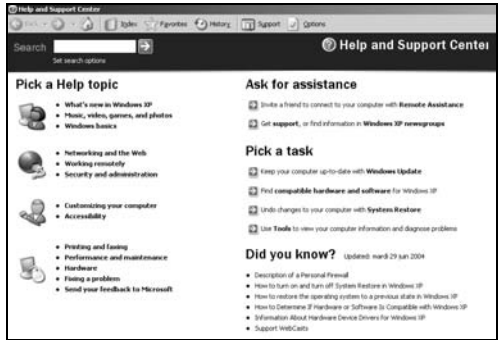 Help and Support Center
Back
Index Favorites History Support Options
Search
Help and Support Center
Set search options
Pick a Help topic
What's new in Windows XP
Music, video, games, and photos
Windows basics
Networking and the Web
Working remotely
Security and administration
Customizing your computer
Accessibility
Printing and faxing
Performance and maintenance
Hardware
Fixing a problem
Send your feedback to Microsoft
Ask for assistance
Invite a friend to connect to your computer with Remote Assistance
Get support, or find information in Windows XP newsgroups
Pick a task
Keep your computer up-to-date with Windows Update
Find compatible hardware and software for Windows XP
Undo changes to your computer with System Restore
Use Tools to view your computer information and diagnose problems
Did you know? Updated: mardi 29 juin 2004
Description of a Personal Firewall
How to turn on and turn off System Restore in Windows XP
How to restore the operating system to a previous state in Windows XP
How to Determine If Hardware or Software Is Compatible with Windows XP
Information About Hardware Device Drivers for Windows XP
Support WebCasts